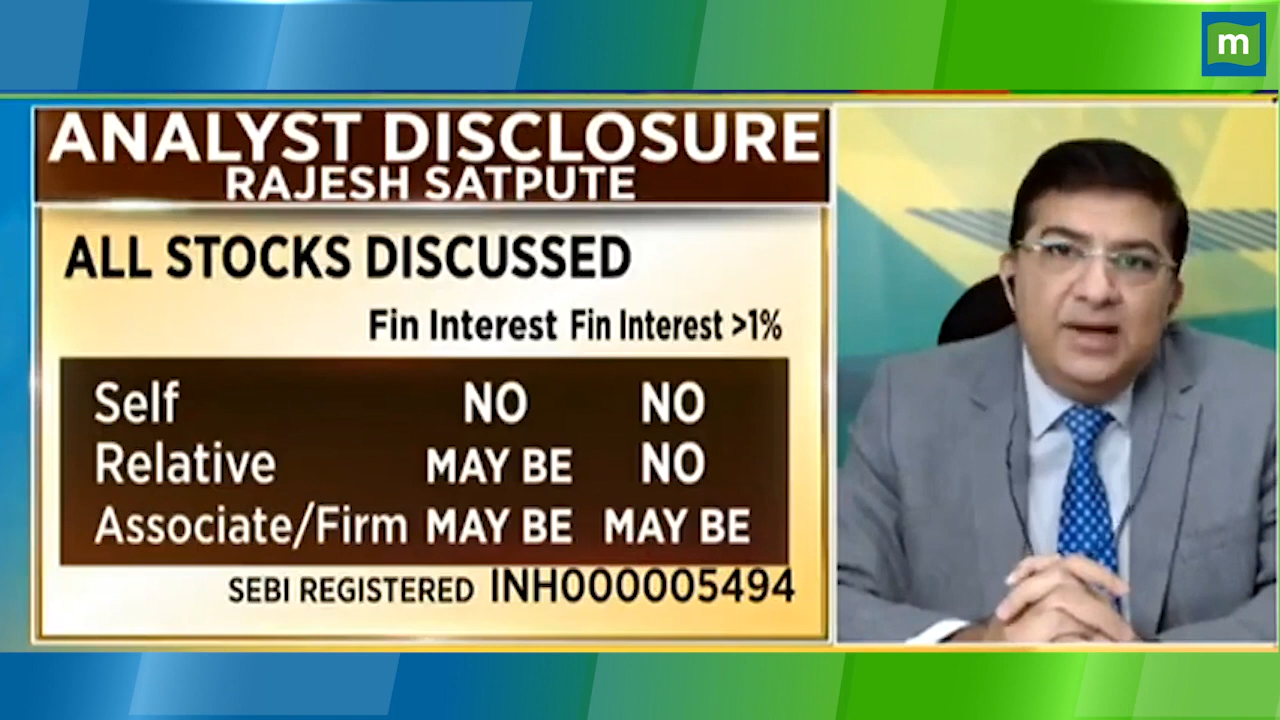 m
ANALYST DISCLOSURE
RAJESH SATPUTE
ALL STOCKS DISCUSSED
Fin Interest Fin Interest >1%
Self NO NO
Relative MAY BE NO
Associate/Firm MAY BE MAY BE
SEBI REGISTERED INH000005494